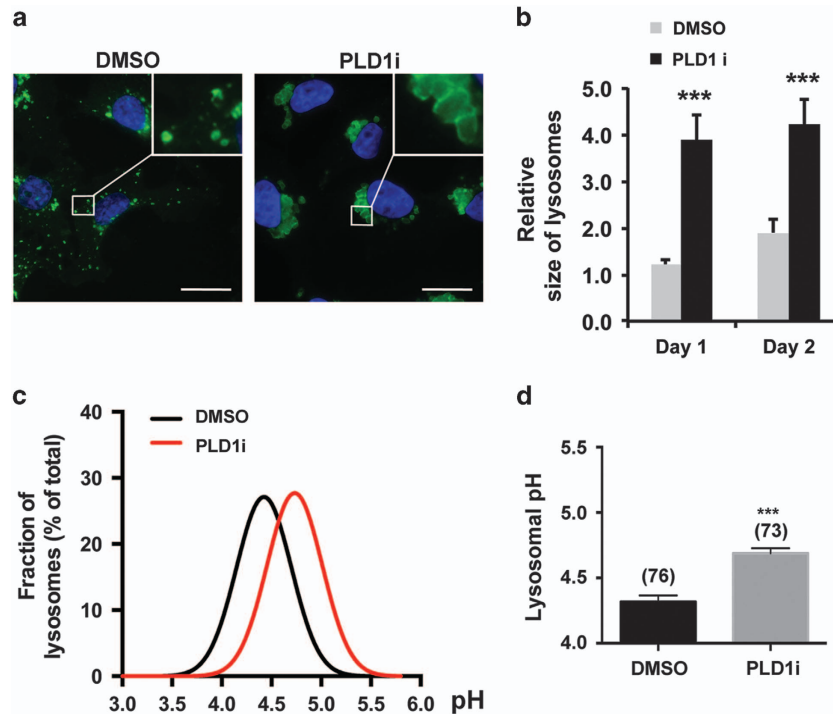 a
DMSO
PLD1i
b
DMSO
PLD1 i
Relative
size of lysosomes
5.0
4.0
3.0
2.0
1.0
0.0
***
***
Day 1
Day 2
c
DMSO
PLD1i
Fraction of
lysosomes (% of total)
40
30
20
10
0
3.0 3.5 4.0 4.5 5.0 5.5 6.0 pH
d
Lysosomal pH
5.5
5.0
4.5
4.0
(76)
***
(73)
DMSO
PLD1i